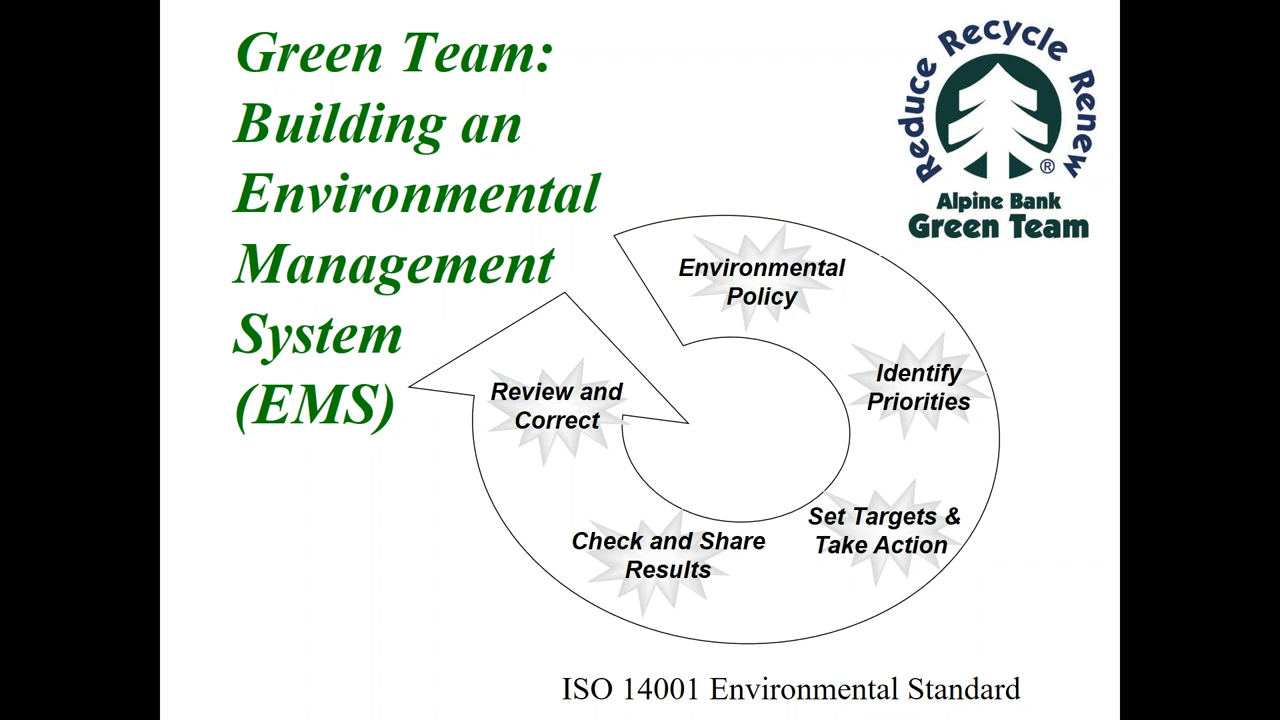 Green Team:
Building an
Environmental
Management
System
(EMS)
Reduce Recycle Renew
®
Alpine Bank
Green Team
Environmental
Policy
Identify
Priorities
Set Targets &
Take Action
Check and Share
Results
Review and
Correct
ISO 14001 Environmental Standard